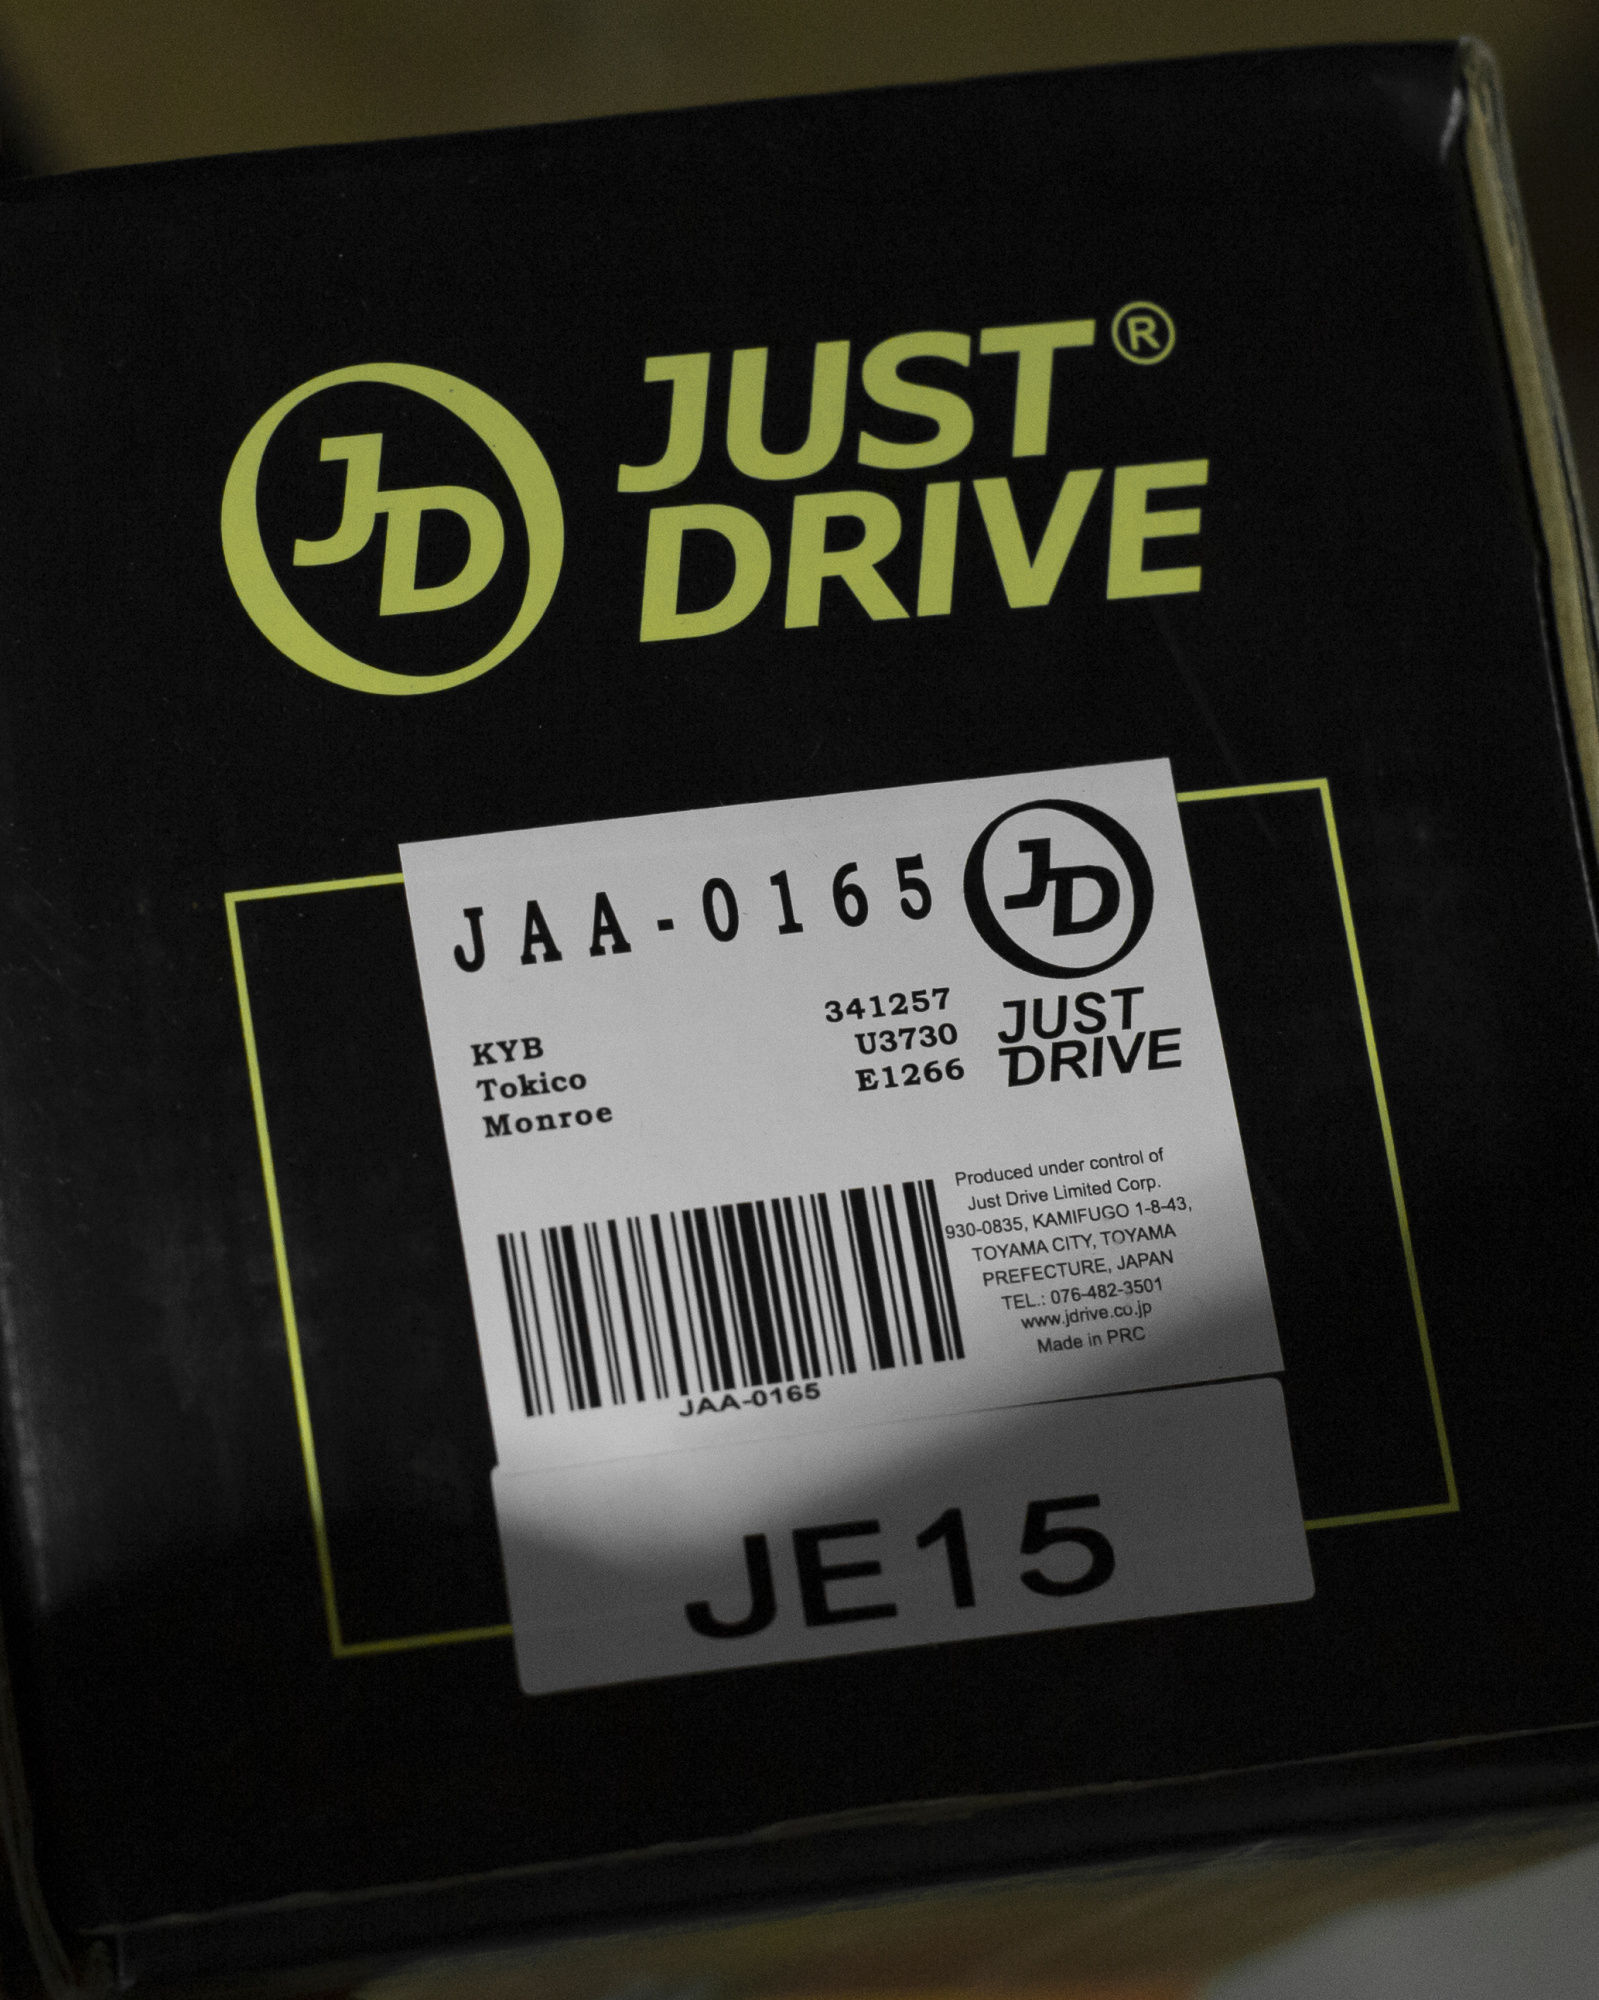 JD
JUST®
DRIVE
JAA-0165
JD
JUST
DRIVE
KYB 341257
Tokico U3730
Monroe E1266
Produced under control of
Just Drive Limited Corp.
930-0835, KAMIFUGO 1-8-43,
TOYAMA CITY, TOYAMA
PREFECTURE, JAPAN
TEL.: 076-482-3501
www.jdrive.co.jp
Made in PRC
JAA-0165
JE15